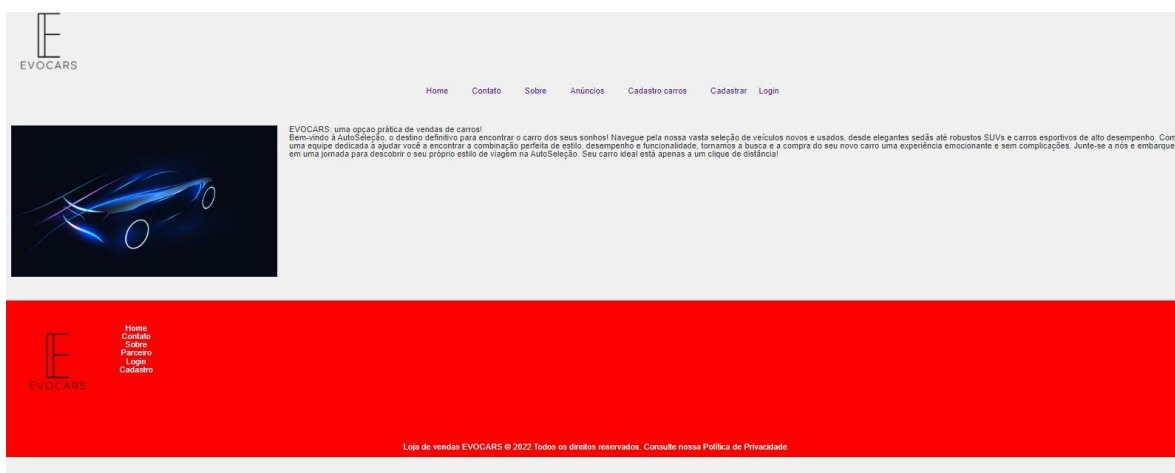 EVOCARS
Home Contato Sobre Anúncios Cadastro carros Cadastrar Login
EVOCARS: uma opçao prática de vendas de carros!
Bem-vindo à AutoSeleção, o destino definitivo para encontrar o carro dos seus sonhos! Navegue pela nossa vasta seleção de veículos novos e usados, desde elegantes sedãs até robustos SUVs e carros esportivos de alto desempenho. Com
uma equipe dedicada a ajudar você a encontrar a combinação perfeita de estilo, desempenho e funcionalidade, tornamos a busca e a compra do seu novo carro uma experiência emocionante e sem complicações. Junte-se a nós e embarque
em uma jornada para descobrir o seu próprio estilo de viagem na AutoSeleção. Seu carro ideal está apenas a um clique de distância!
Home
Contato
Sobre
Parceiro
Login
Cadastro
EVOCARS
Loja de vendas EVOCARS © 2022 Todos os direitos reservados. Consulte nossa Política de Privacidade.